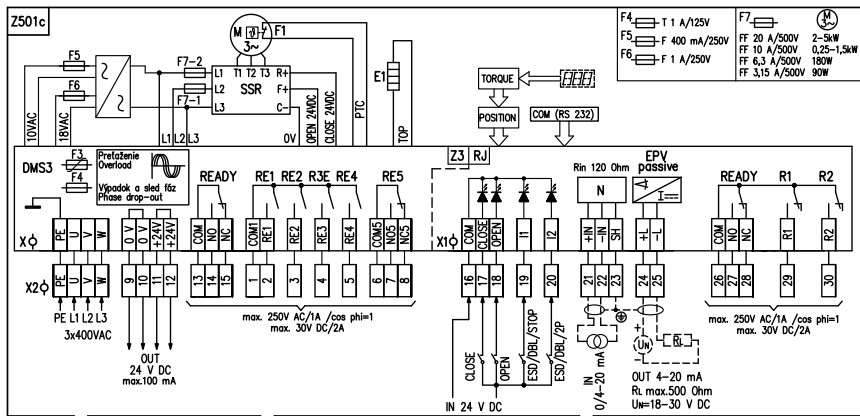 Z501c
F5
F6
10VAC
18VAC
F7-2
F7-1
L1 L2 L3
M
3~
F1
T1 T2 T3
L1
L2
L3
SSR
R+
F+
C-
0V
OPEN 24VDC
CLOSE 24VDC
PTC
E1
TOP
TORQUE
POSITION
COM (RS 232)
F4 T 1 A/125V
F5 F 400 mA/250V
F6 F 1 A/250V
F7
M
3~
FF 20 A/500V 2-5kW
FF 10 A/500V 0,25-1,5kW
FF 6,3 A/500V 180W
FF 3,15 A/500V 90W
DMS3
F3
F4
Preťaženie
Overload
Výpadok a sled fáz
Phase drop-out
READY
RE1 RE2 R3E RE4
RE5
Z3 RJ
Rin 120 Ohm
N
EPV
passive
I
READY
R1
R2
X
PE U V W
0 V 0 V +24V +24V
COM NO NC
COM1 RE1 RE2 RE3 RE4
COM5 NO5 NC5
X1
COM CLOSE OPEN I1 I2
+IN -IN SH
+L -L
COM NO NC
R1
R2
X2
PE U V W
9 10 11 12
13 14 15
1 2 3 4 5
6 7 8
16 17 18 19 20
21 22 23
24 25
26 27 28
29
30
PE L1 L2 L3
3x400VAC
OUT
24 V DC
max.100 mA
max. 250V AC/1A /cos phi=1
max. 30V DC/2A
IN 24 V DC
CLOSE
OPEN
ESD/DBL/STOP
ESD/DBL/2P
IN
0/4-20 mA
+
UN
-
RL
OUT 4-20 mA
RL max.500 Ohm
UN=18-30 V DC
max. 250V AC/1A /cos phi=1
max. 30V DC/2A